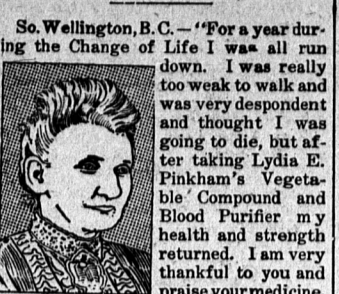 So. Wellington, B. C. — "For a year dur-
ing the Change of Life I was all run
down. I was really
too weak to walk and
was very despondent
and thought I was
going to die, but af-
ter taking Lydia E.
Pinkham's Vegeta-
ble Compound and
Blood Purifier my
health and strength
returned. I am very
thankful to you and
praise your medicine